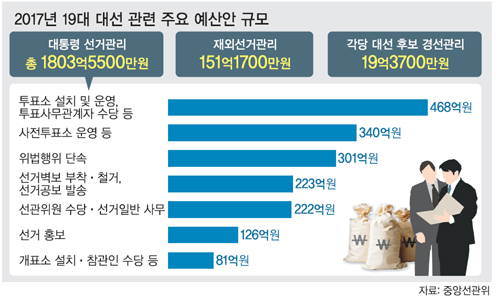 2017년 19대 대선 관련 주요 예산안 규모
대통령 선거관리
총 1803억5500만원
재외선거관리
151억1700만원
각당 대선 후보 경선관리
19억3700만원
투표소 설치 및 운영,
투표사무관계자 수당 등
468억원
사전투표소 운영 등
340억원
위법행위 단속
301억원
선거벽보 부착·철거,
선거공보 발송
223억원
선관위원 수당·선거일반 사무
222억원
선거 홍보
126억원
개표소 설치·참관인 수당 등
81억원
₩ ₩
자료: 중앙선관위